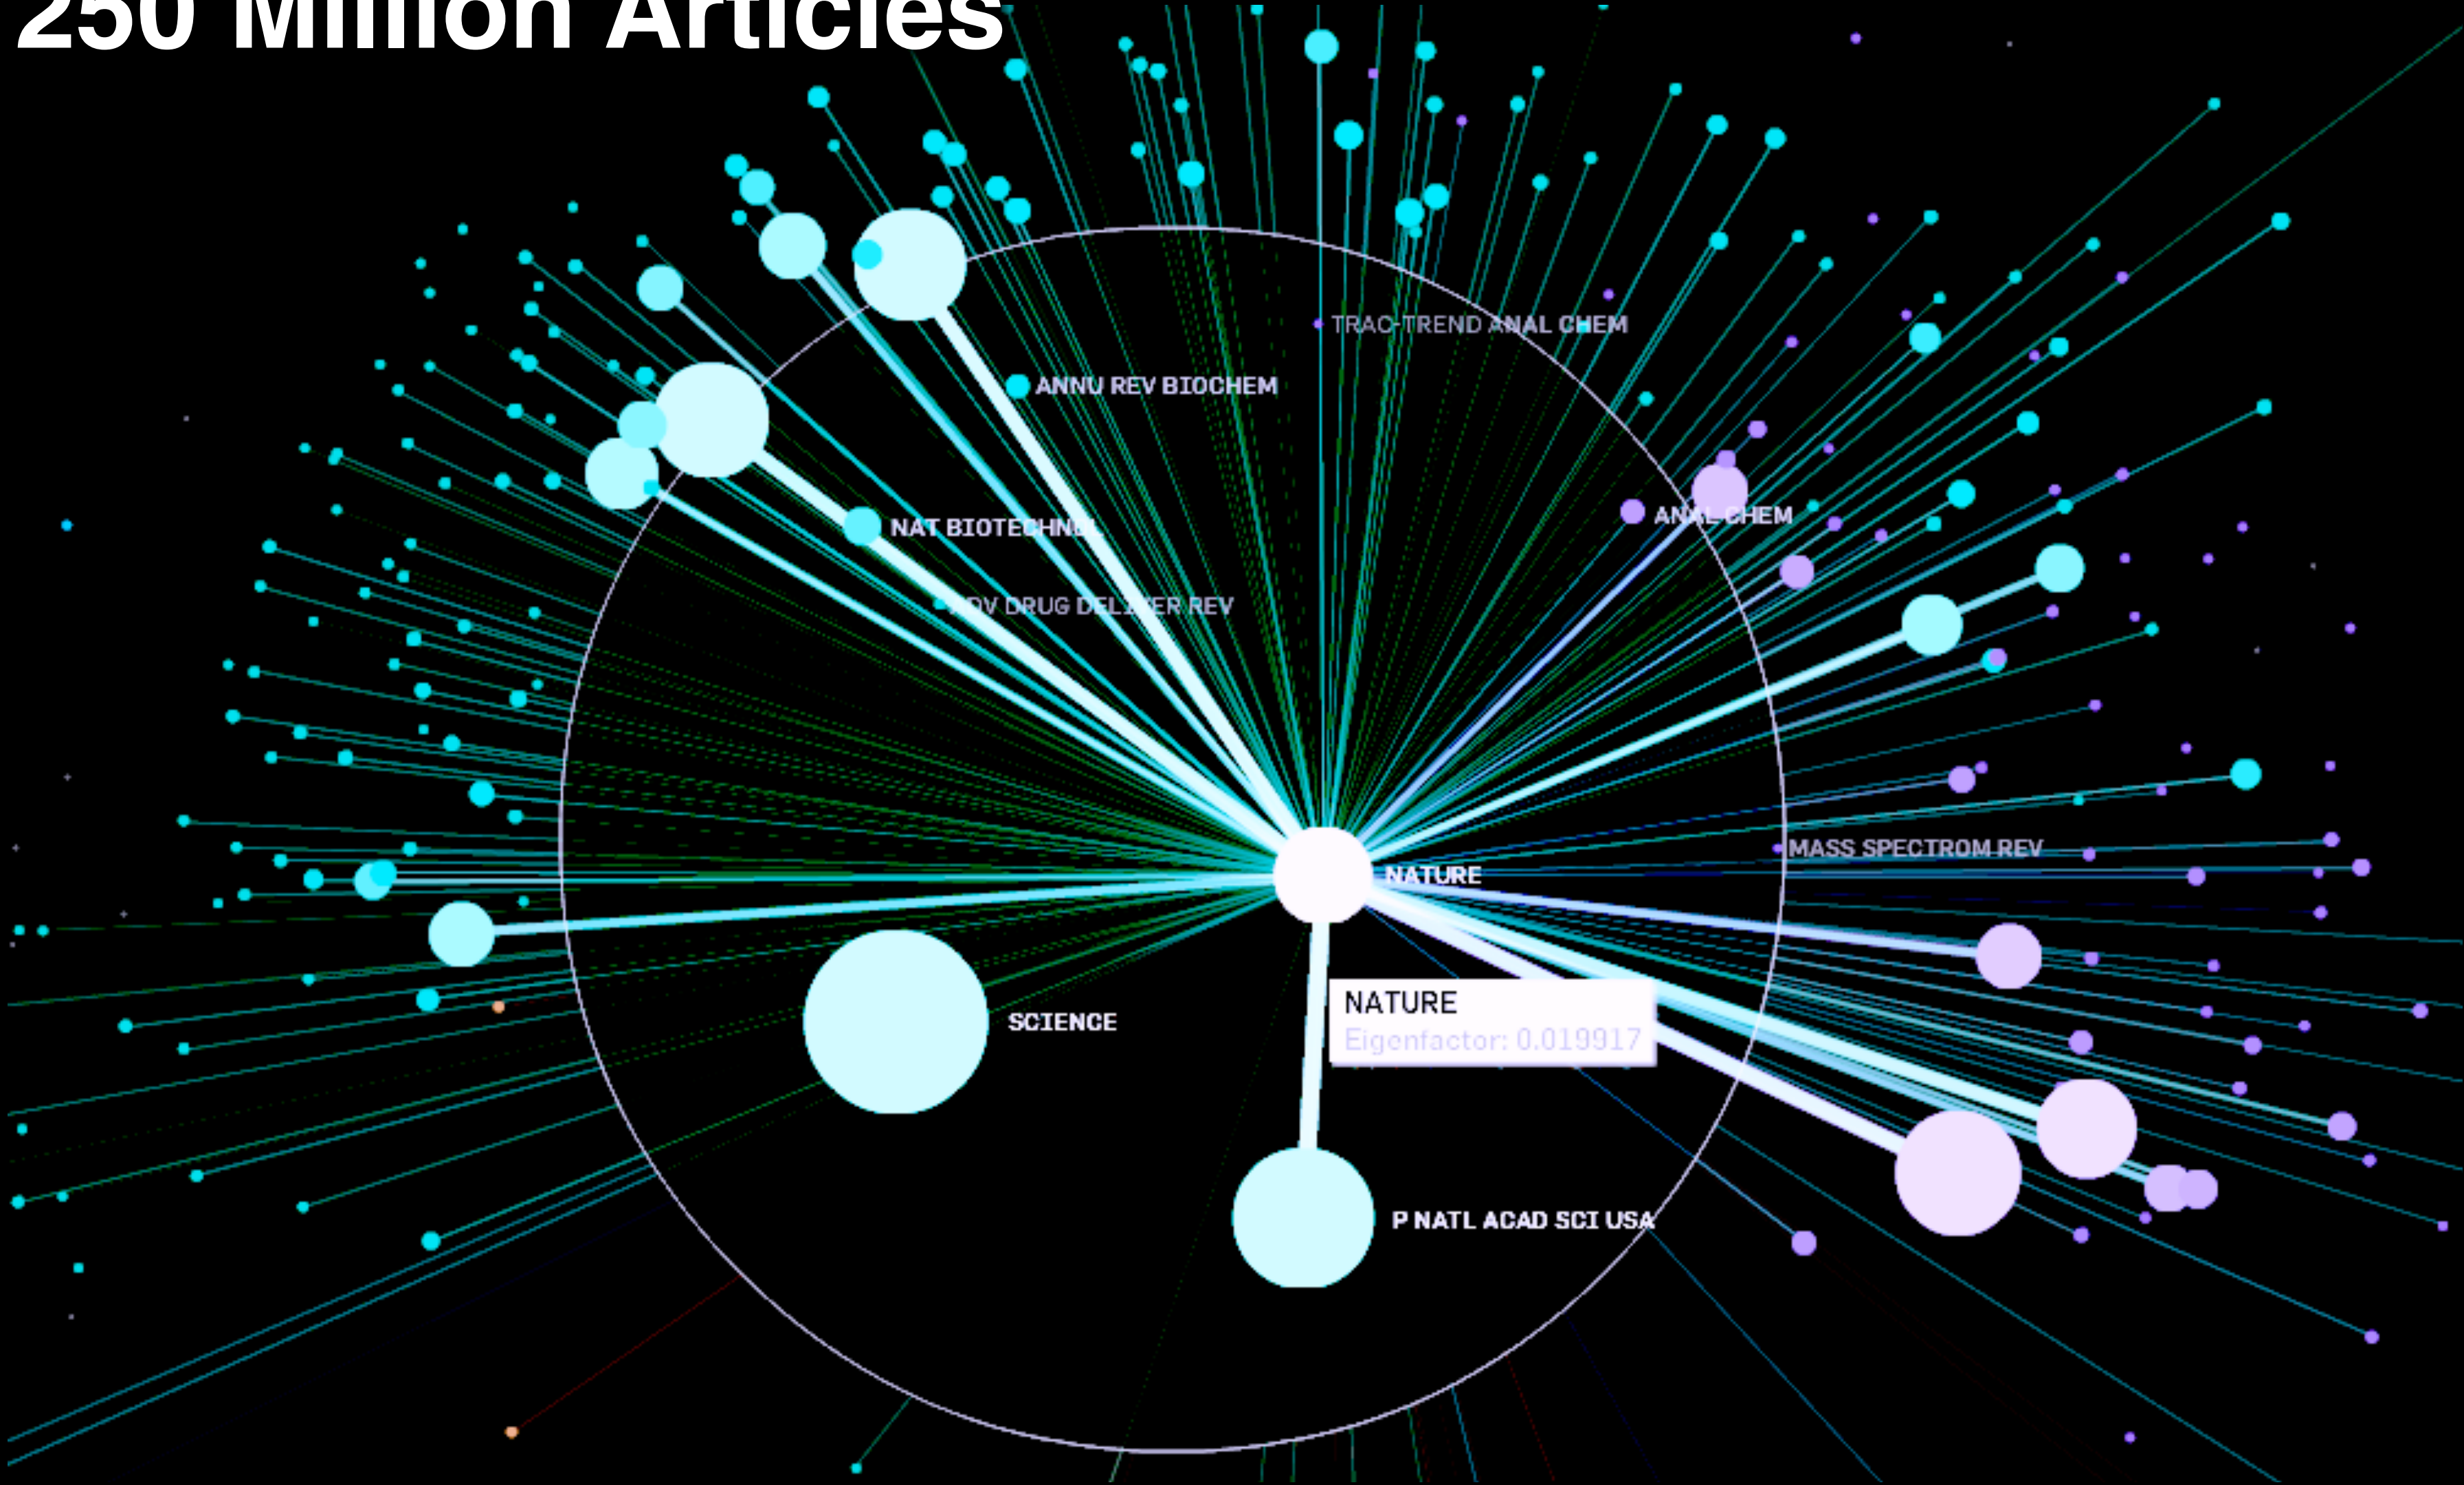 250 Million Articles
TRAC-TREND ANAL CHEM
ANNU REV BIOCHEM
ANAL CHEM
NAT BIOTECHNOL
ADV DRUG DELIVER REV
MASS SPECTROM REV
NATURE
SCIENCE
NATURE
Eigenfactor: 0.019917
P NATL ACAD SCI USA